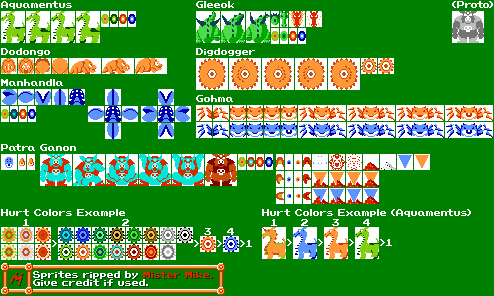 Aquamentus
Gleeok
(Proto)
Dodongo
Digdogger
Manhandla
Gohma
Patra Ganon
Hurt Colors Example
1 2 3 4
1
Hurt Colors Example (Aquamentus)
1 2 3 4
1
Sprites ripped by Mister Mike.
Give credit if used.